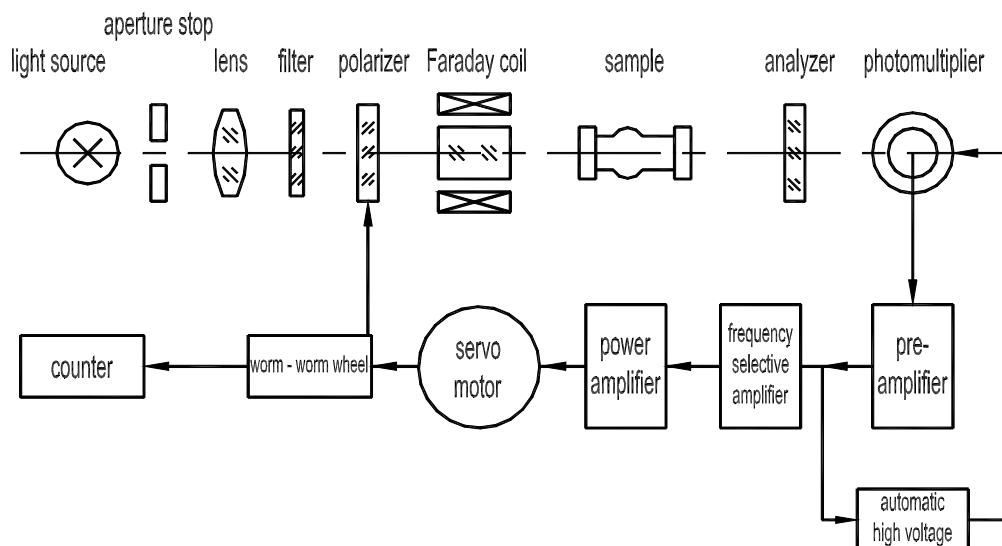 aperture stop
light source
lens
filter
polarizer
Faraday coil
sample
analyzer
photomultiplier
counter
worm - worm wheel
servo
motor
power
amplifier
frequency
selective
amplifier
pre-
amplifier
automatic
high voltage